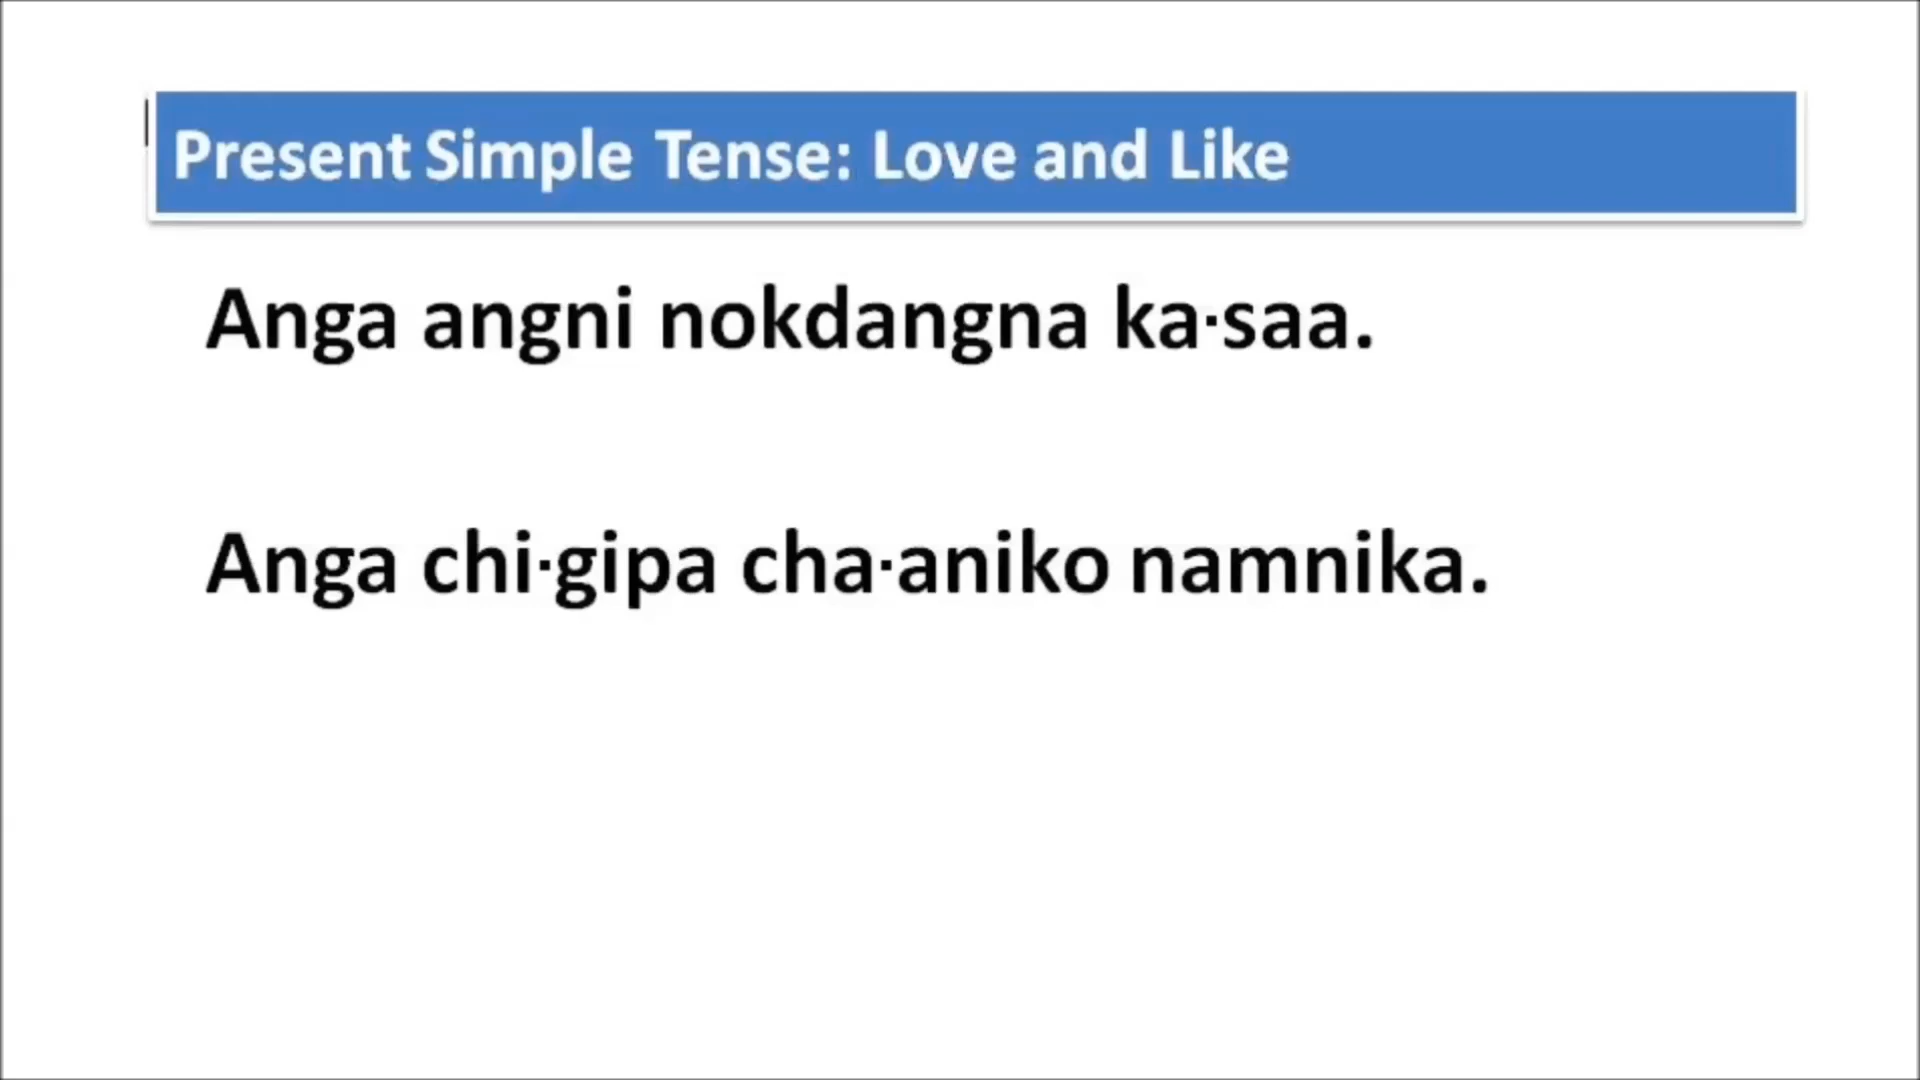 Present Simple Tense: Love and Like
Anga angni nokdangna ka·saa.
Anga chi·gipa cha·aniko namnika.